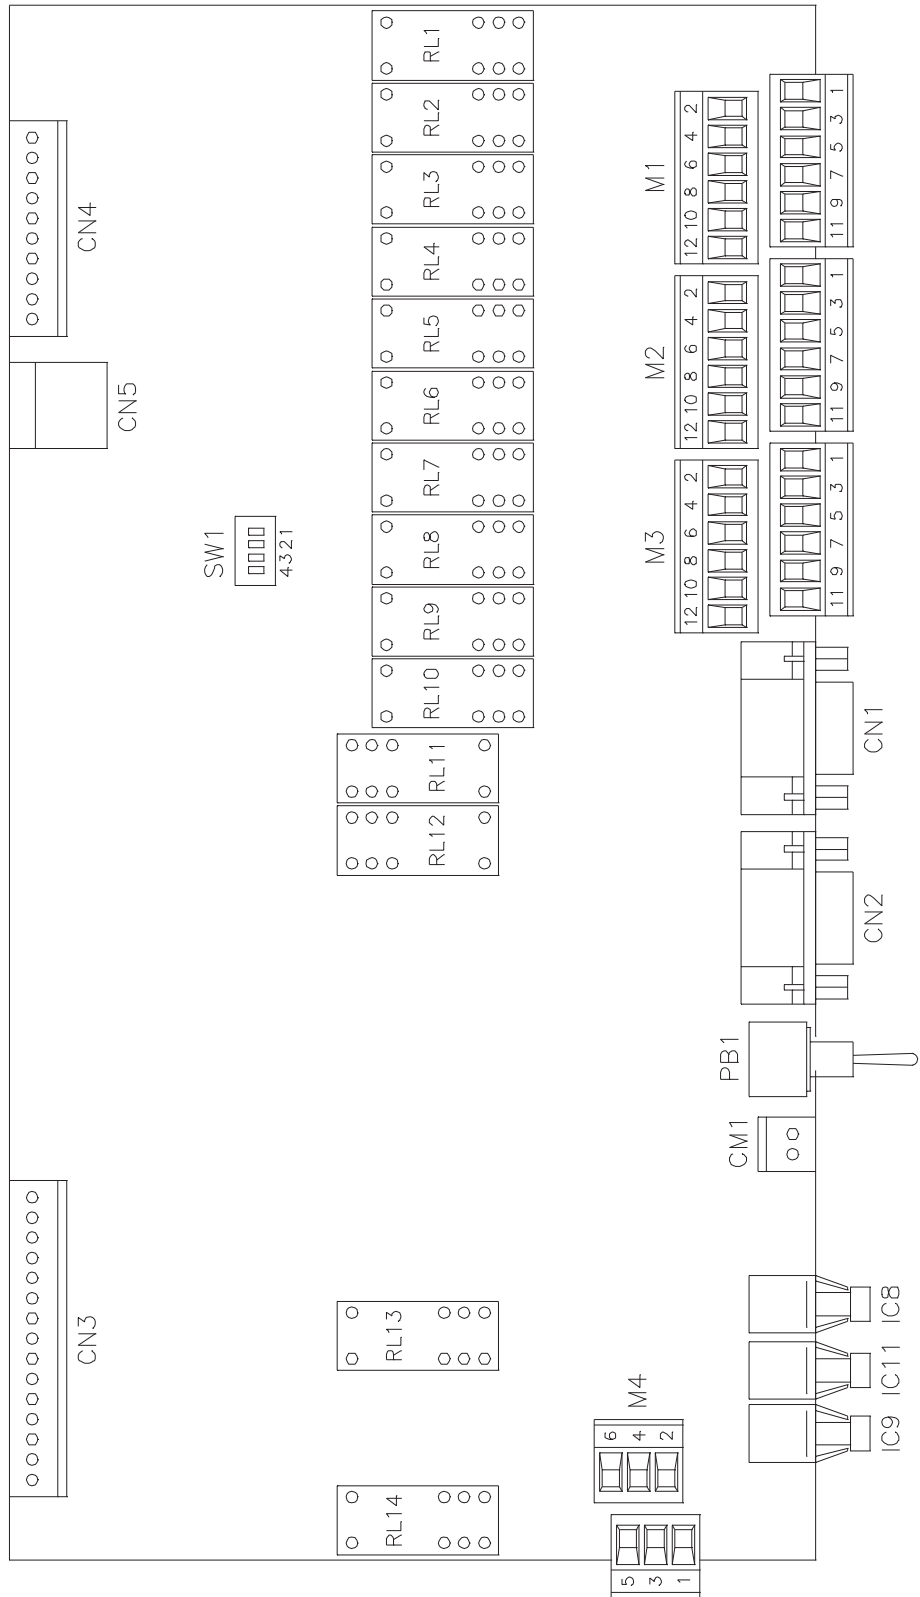 RL1
RL2
RL3
RL4
RL5
RL6
RL7
RL8
RL9
RL10
RL11
RL12
RL13
RL14
CN4
CN5
SW1
4321
CN3
M1
12 10 8 6 4 2
11 9 7 5 3 1
M2
12 10 8 6 4 2
11 9 7 5 3 1
M3
12 10 8 6 4 2
11 9 7 5 3 1
CN1
CN2
PB1
CM1
IC8
IC11
IC9
M4
6 4 2
5 3 1